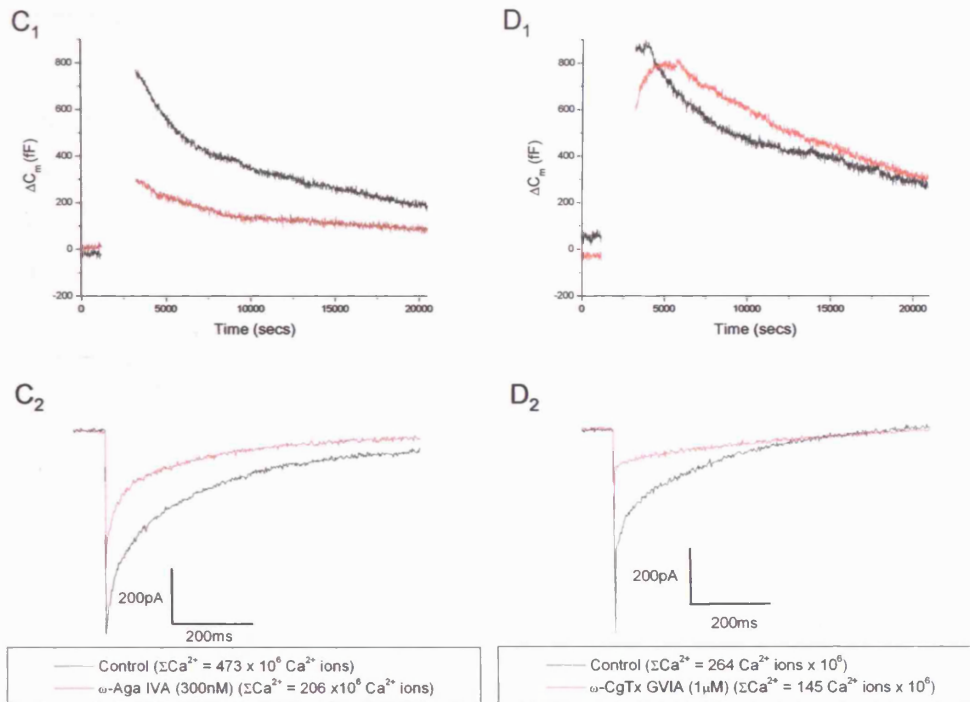 C₁
D₁
800
600
400
200
0
-200
ΔCₘ (fF)
0 5000 10000 15000 20000
Time (secs)
800
600
400
200
0
-200
ΔCₘ (fF)
0 5000 10000 15000 20000
Time (secs)
C₂
D₂
200pA
200ms
200pA
200ms
Control (ΣCa²⁺ = 473 x 10⁶ Ca²⁺ ions)
ω-Aga IVA (300nM) (ΣCa²⁺ = 206 x10⁶ Ca²⁺ ions)
Control (ΣCa²⁺ = 264 Ca²⁺ ions x 10⁶)
ω-CgTx GVIA (1μM) (ΣCa²⁺ = 145 Ca²⁺ ions x 10⁶)